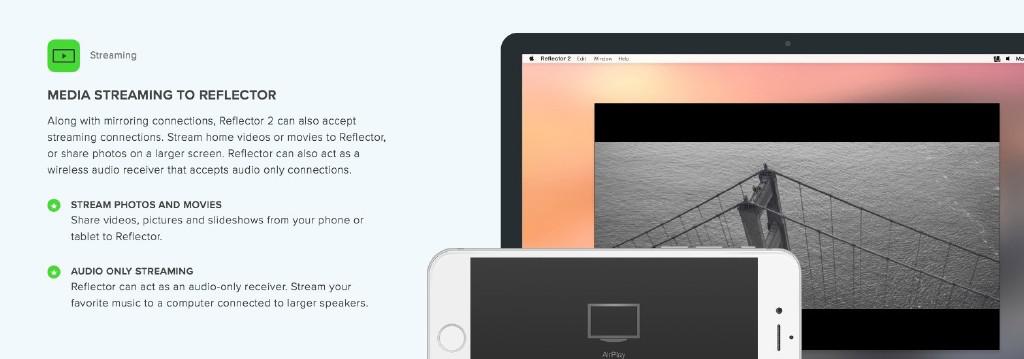 Streaming
MEDIA STREAMING TO REFLECTOR
Along with mirroring connections, Reflector 2 can also accept
streaming connections. Stream home videos or movies to Reflector,
or share photos on a larger screen. Reflector can also act as a
wireless audio receiver that accepts audio only connections.
STREAM PHOTOS AND MOVIES
Share videos, pictures and slideshows from your phone or
tablet to Reflector.
AUDIO ONLY STREAMING
Reflector can act as an audio-only receiver. Stream your
favorite music to a computer connected to larger speakers.
Reflector 2 Edit Window Help
AirPlay